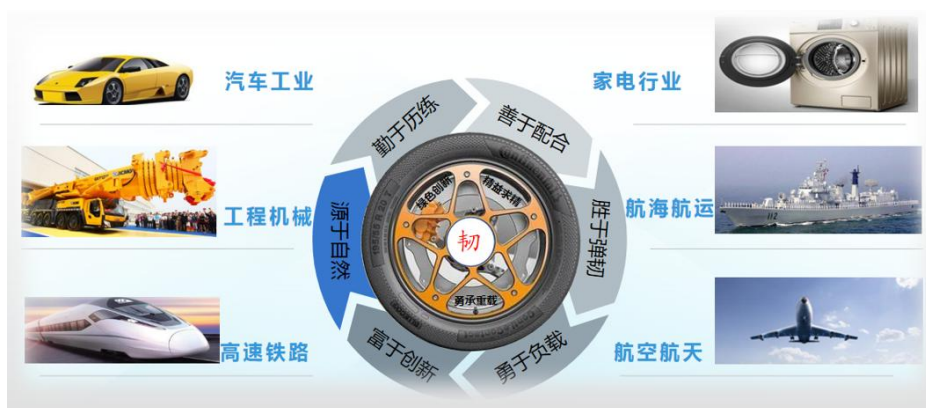 汽车工业
家电行业
工程机械
航海航运
高速铁路
航空航天
勤于历练
善于配合
胜于弹韧
勇于负载
富于创新
源于自然
绿色创新
精益求精
勇承重载
韧
112